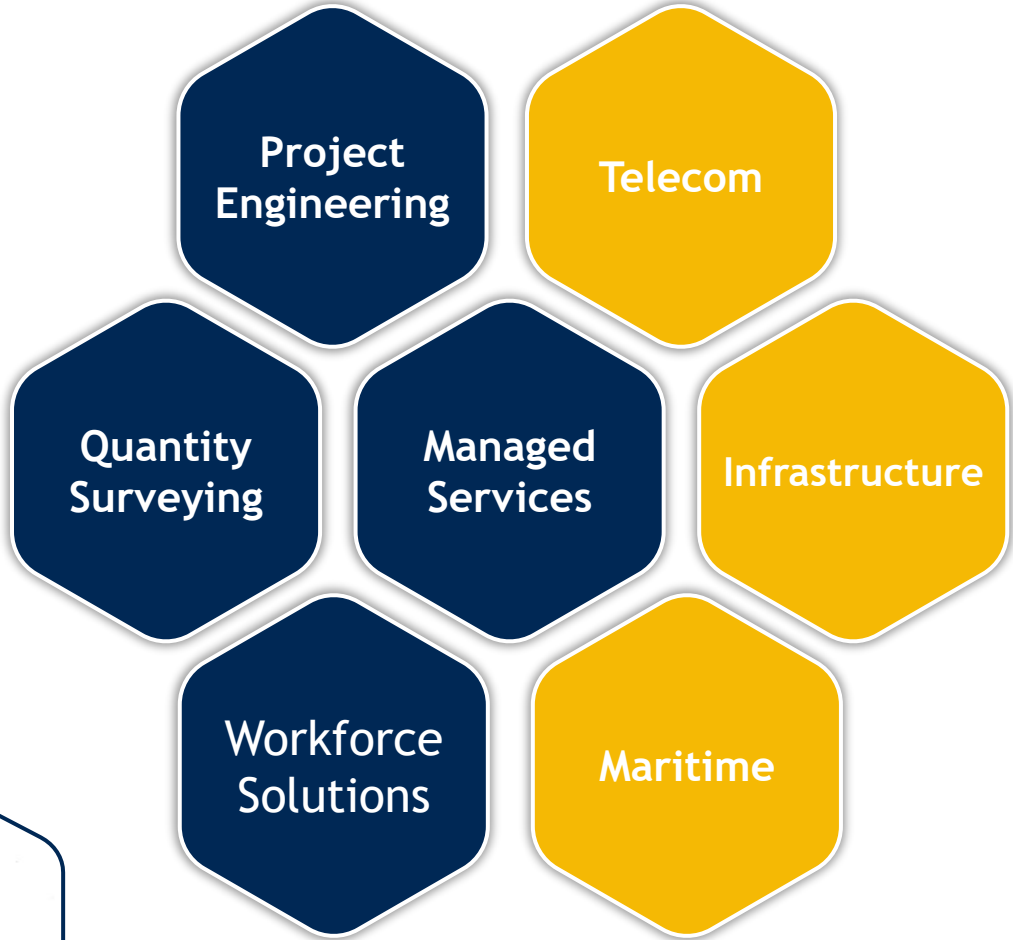 Project
Engineering
Telecom
Quantity
Surveying
Managed
Services
Infrastructure
Workforce
Solutions
Maritime